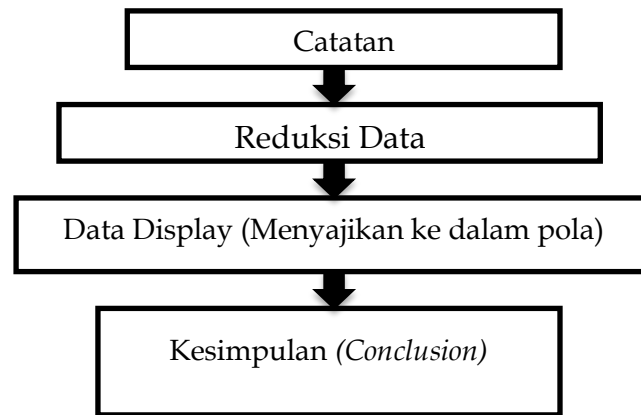 Catatan
Reduksi Data
Data Display (Menyajikan ke dalam pola)
Kesimpulan (Conclusion)